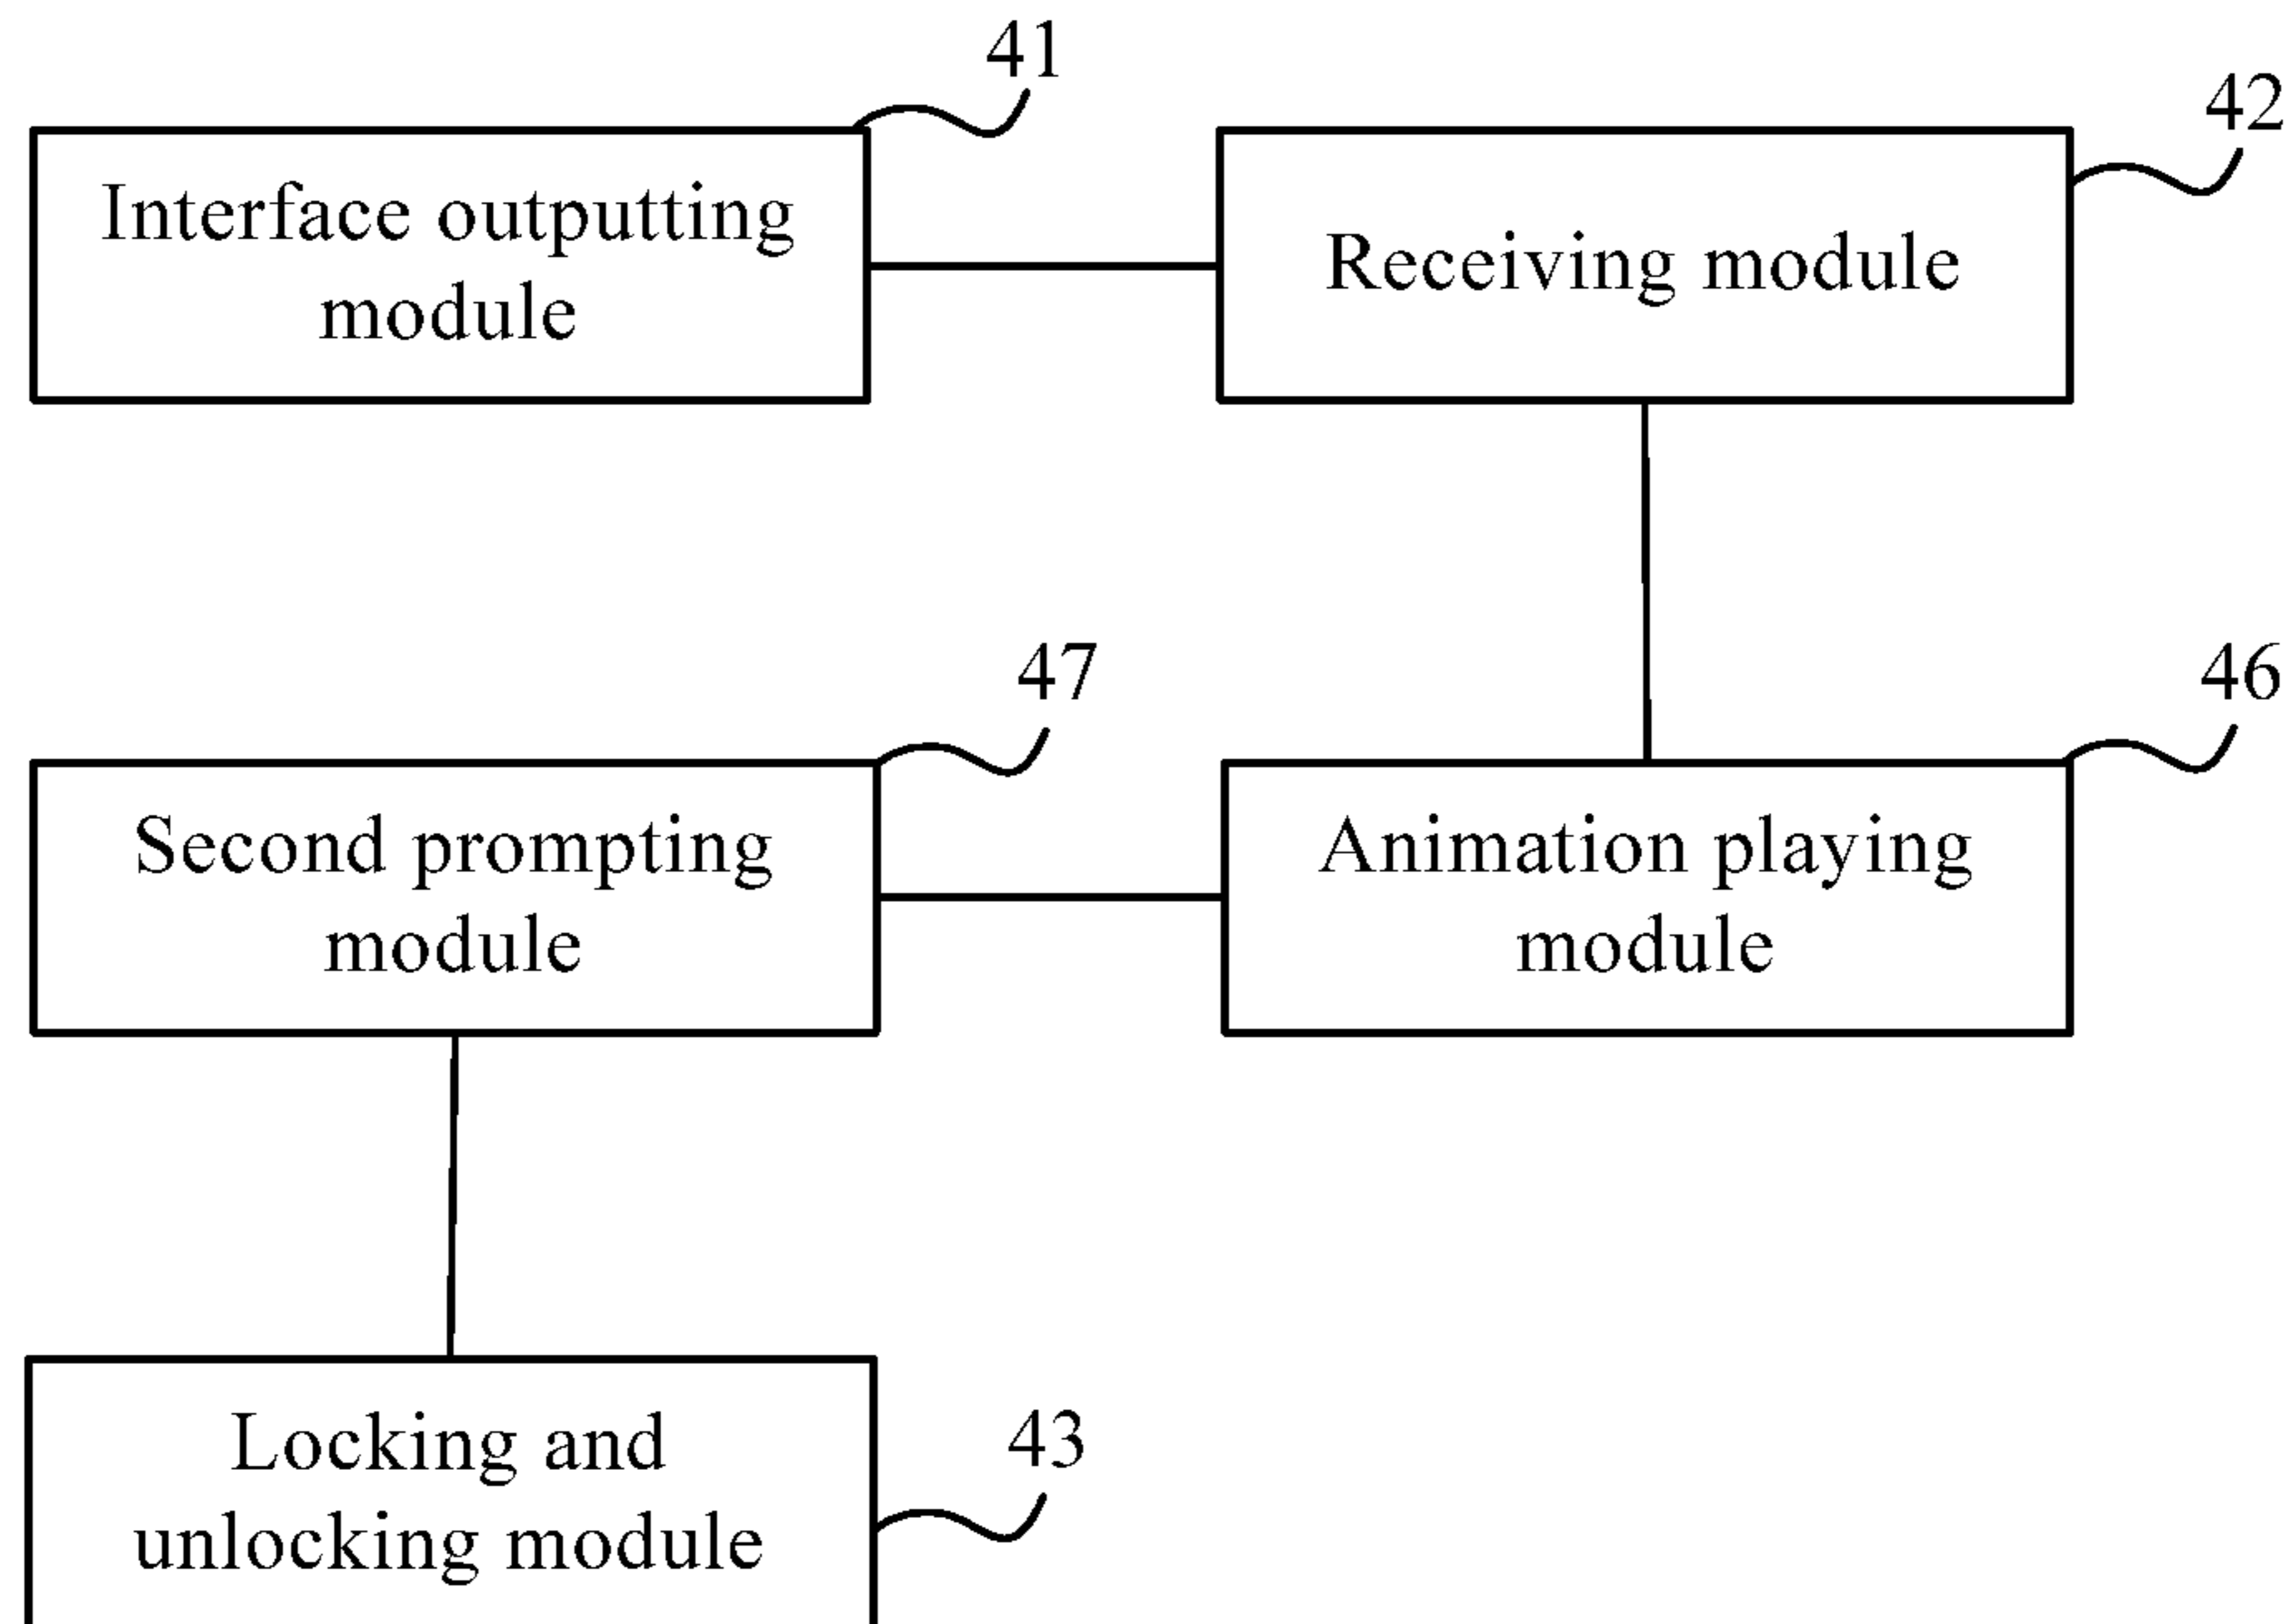 41
42
Interface outputting
module
Receiving module
47
46
Second prompting
module
Animation playing
module
43
Locking and
unlocking module